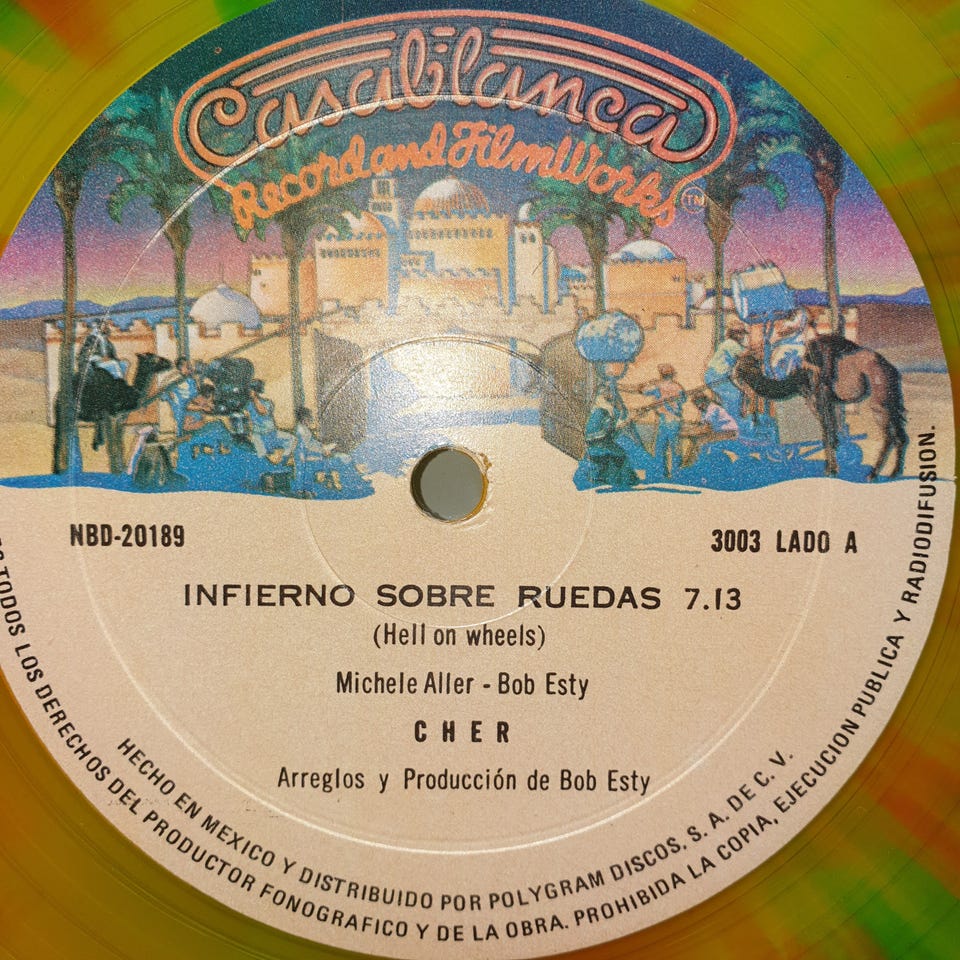 Casablanca
Record and FilmWorks TM
NBD-20189
3003 LADO A
INFIERNO SOBRE RUEDAS 7.13
(Hell on wheels)
Michele Aller - Bob Esty
CHER
Arreglos y Producción de Bob Esty
HECHO EN MEXICO Y DISTRIBUIDO POR POLYGRAM DISCOS, S. A. DE C. V.
TODOS LOS DERECHOS DEL PRODUCTOR FONOGRAFICO Y DE LA OBRA. PROHIBIDA LA COPIA, EJECUCION PUBLICA Y RADIODIFUSION.